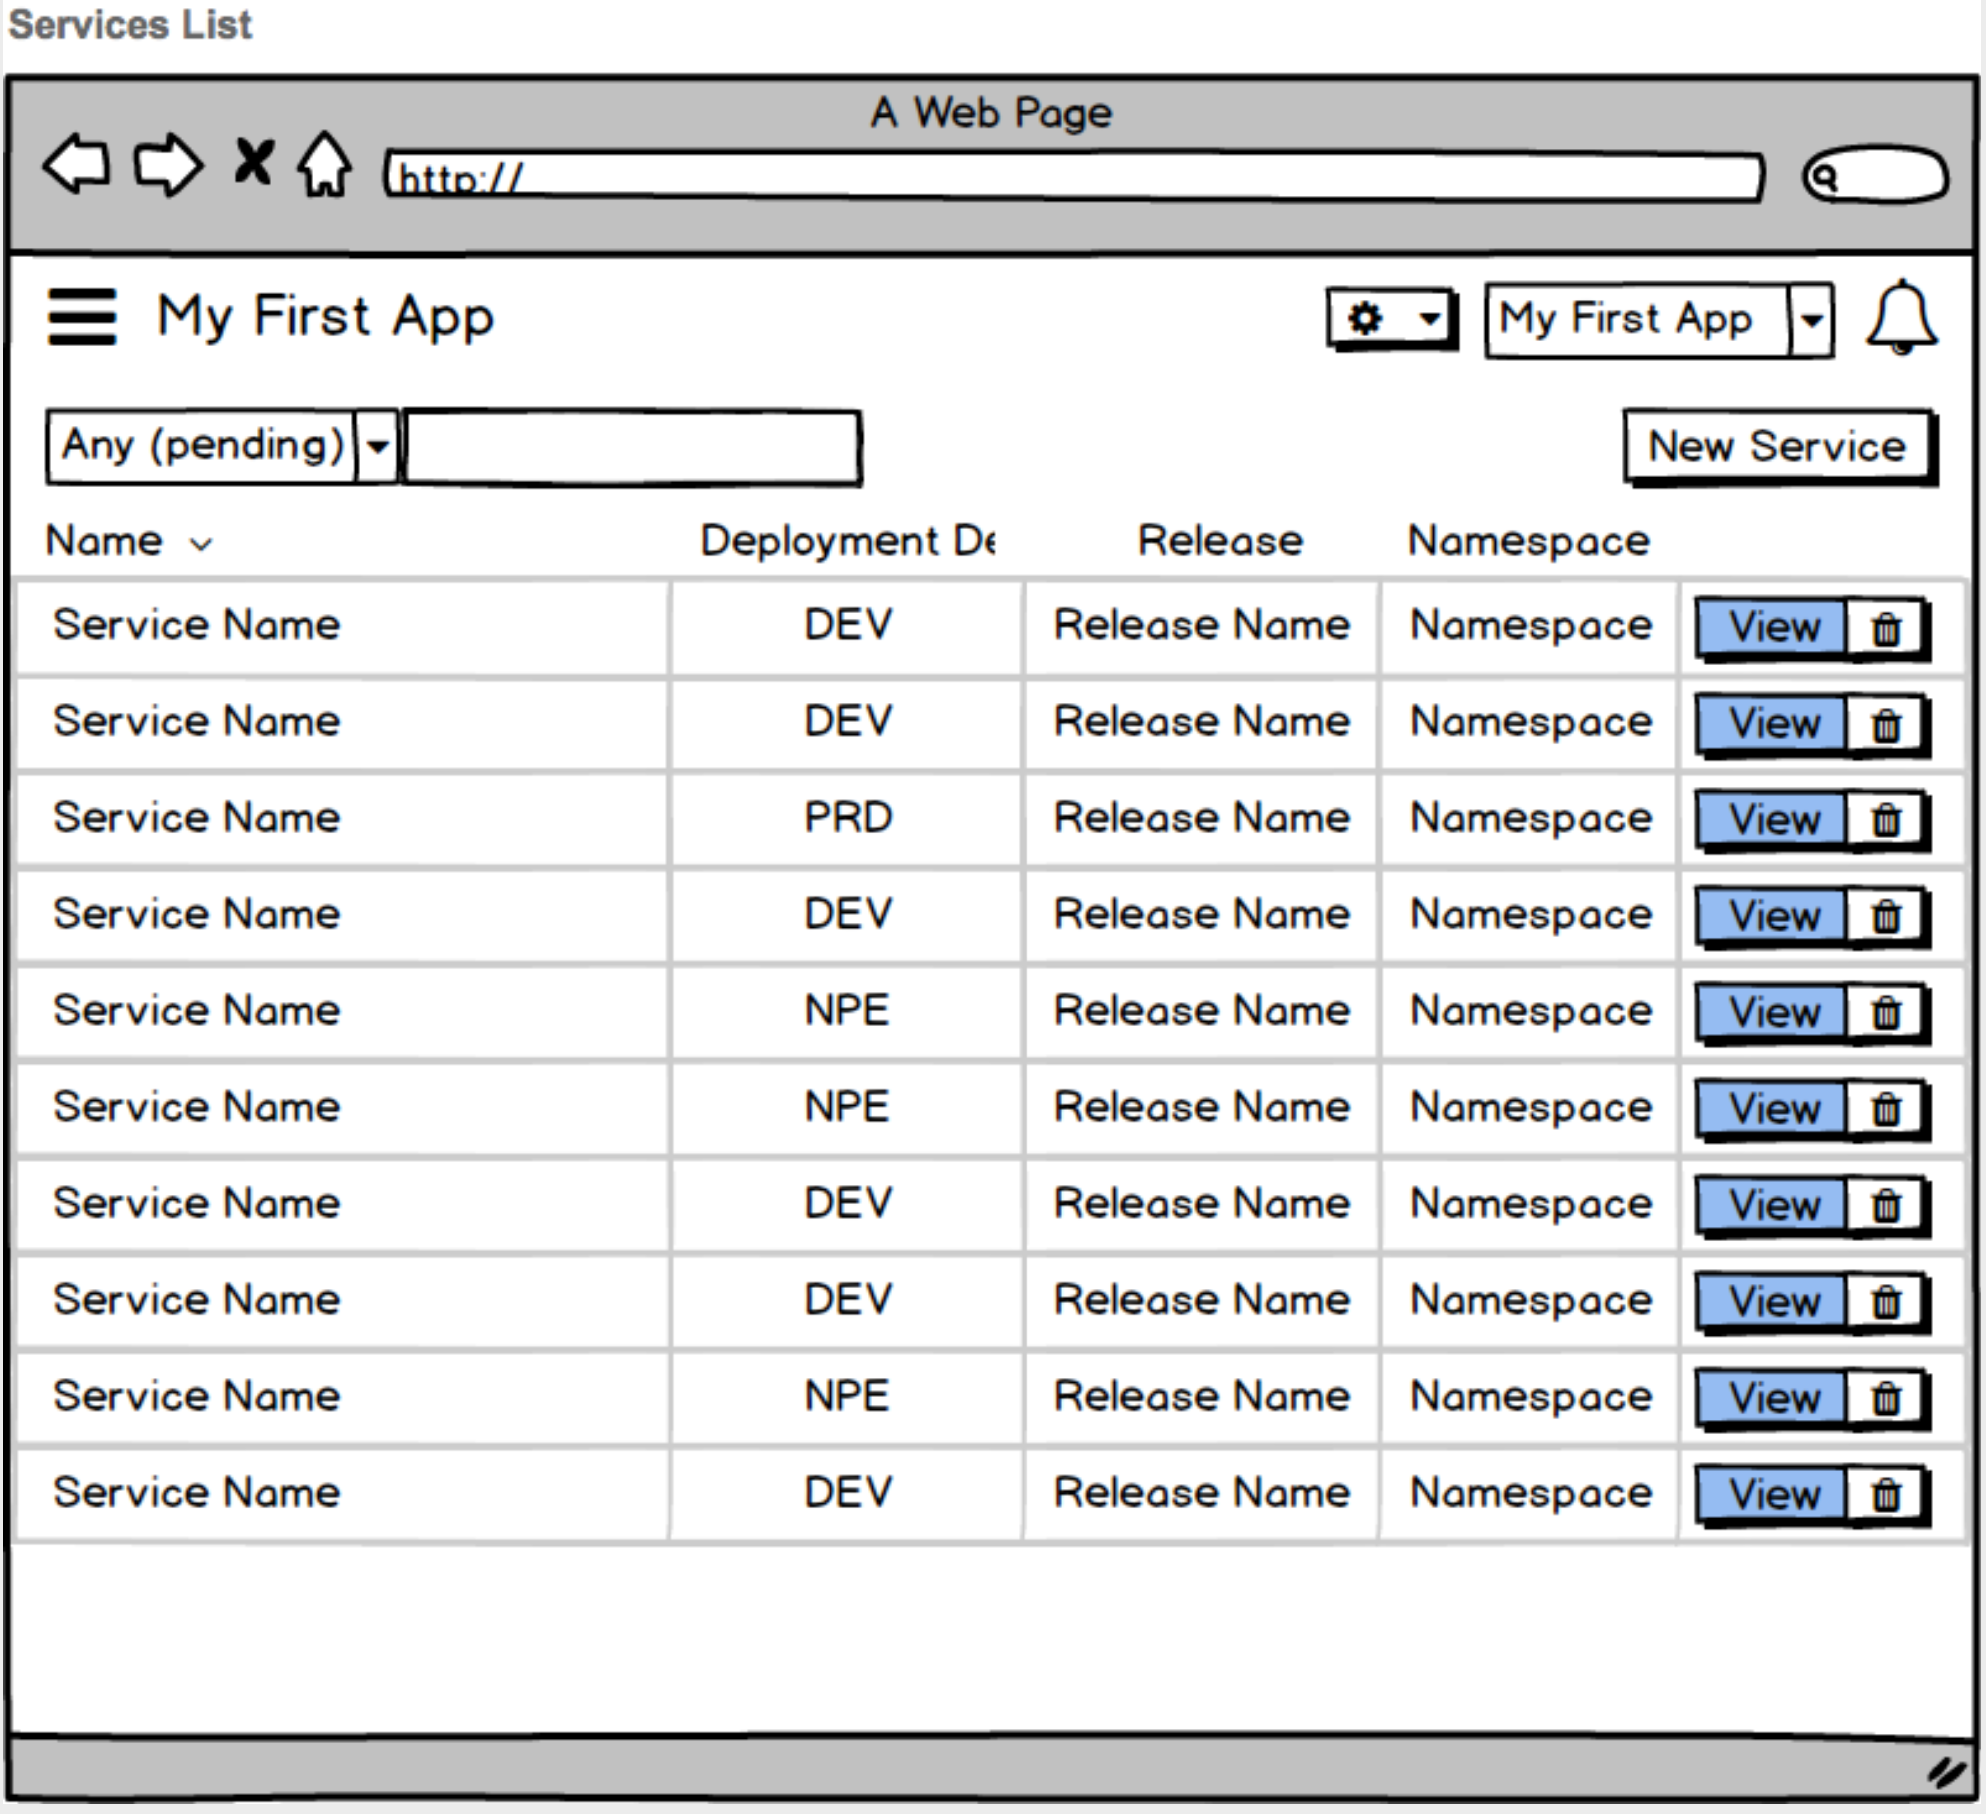 Services List
A Web Page
http://
My First App My First App
Any (pending) New Service
Name Deployment De Release Namespace
Service Name DEV Release Name Namespace View
Service Name DEV Release Name Namespace View
Service Name PRD Release Name Namespace View
Service Name DEV Release Name Namespace View
Service Name NPE Release Name Namespace View
Service Name NPE Release Name Namespace View
Service Name DEV Release Name Namespace View
Service Name DEV Release Name Namespace View
Service Name NPE Release Name Namespace View
Service Name DEV Release Name Namespace View